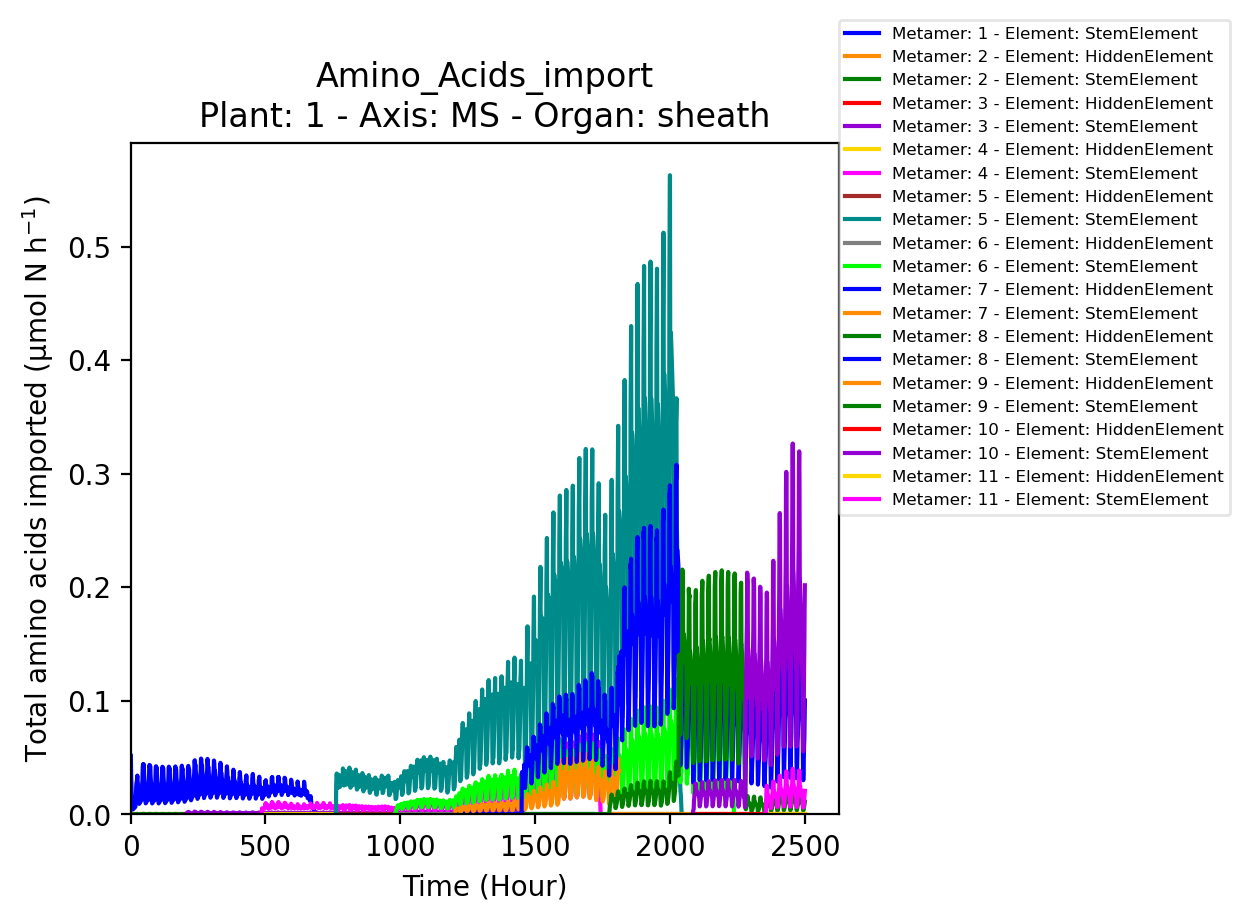 Amino_Acids_import
Plant: 1 - Axis: MS - Organ: sheath
Total amino acids imported (µmol N h⁻¹)
0.5
0.4
0.3
0.2
0.1
0.0
0 500 1000 1500 2000 2500
Time (Hour)
Metamer: 1 - Element: StemElement
Metamer: 2 - Element: HiddenElement
Metamer: 2 - Element: StemElement
Metamer: 3 - Element: HiddenElement
Metamer: 3 - Element: StemElement
Metamer: 4 - Element: HiddenElement
Metamer: 4 - Element: StemElement
Metamer: 5 - Element: HiddenElement
Metamer: 5 - Element: StemElement
Metamer: 6 - Element: HiddenElement
Metamer: 6 - Element: StemElement
Metamer: 7 - Element: HiddenElement
Metamer: 7 - Element: StemElement
Metamer: 8 - Element: HiddenElement
Metamer: 8 - Element: StemElement
Metamer: 9 - Element: HiddenElement
Metamer: 9 - Element: StemElement
Metamer: 10 - Element: HiddenElement
Metamer: 10 - Element: StemElement
Metamer: 11 - Element: HiddenElement
Metamer: 11 - Element: StemElement